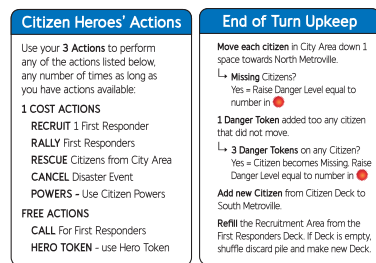 Citizen Heroes' Actions
Use your 3 Actions to perform
any of the actions listed below,
any number of times as long as
you have actions available:
1 COST ACTIONS
RECRUIT 1 First Responder
RALLY First Responders
RESCUE Citizens from City Area
CANCEL Disaster Event
POWERS - Use Citizen Powers
FREE ACTIONS
CALL For First Responders
HERO TOKEN - use Hero Token
End of Turn Upkeep
Move each citizen in City Area down 1
space towards North Metroville.
Missing Citizens?
Yes = Raise Danger Level equal to
number in
1 Danger Token added too any citizen
that did not move.
3 Danger Tokens on any Citizen?
Yes = Citizen becomes Missing. Raise
Danger Level equal to number in
Add new Citizen from Citizen Deck to
South Metroville.
Refill the Recruitment Area from the
First Responders Deck. If Deck is empty,
shuffle discard pile and make new Deck.